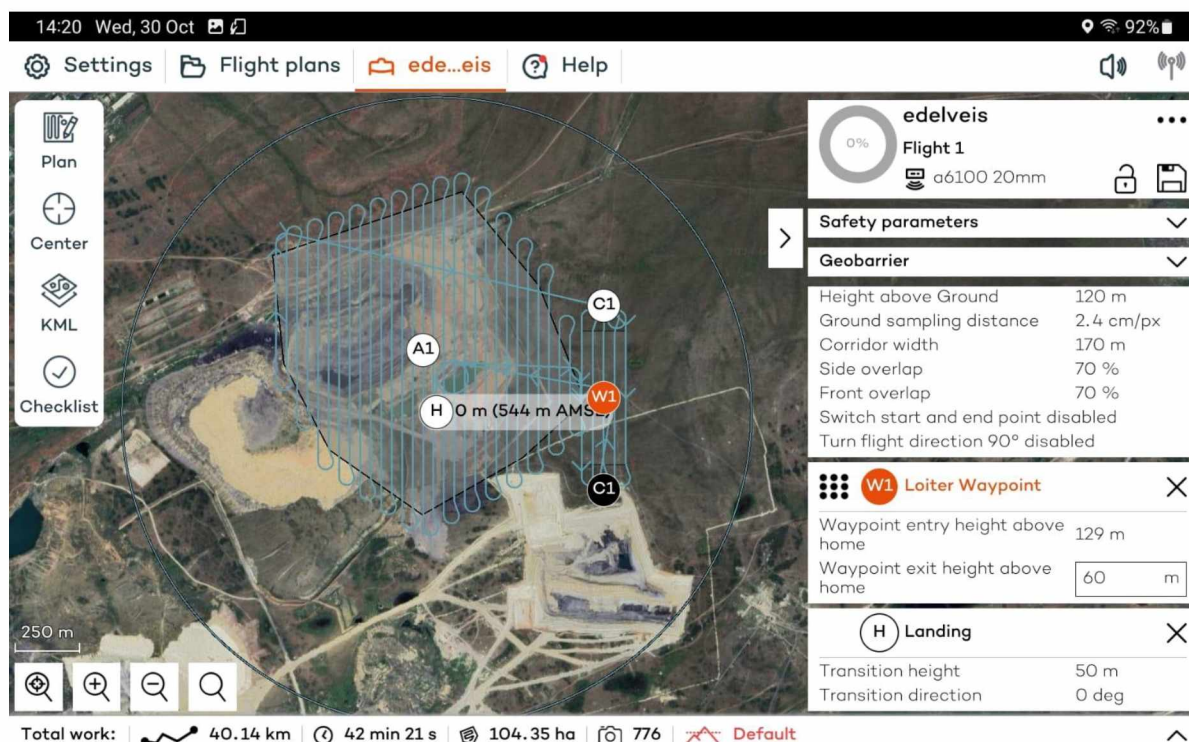 14:20 Wed, 30 Oct 92%
Settings Flight plans ede...eis Help
Plan
Center
KML
Checklist
C1
A1
W1
H 0 m (544 m AMS
C1
250 m
0%
edelveis
Flight 1
a6100 20mm
Safety parameters
Geobarrier
Height above Ground 120 m
Ground sampling distance 2.4 cm/px
Corridor width 170 m
Side overlap 70 %
Front overlap 70 %
Switch start and end point disabled
Turn flight direction 90° disabled
W1 Loiter Waypoint
Waypoint entry height above
home 129 m
Waypoint exit height above
home 60 m
H Landing
Transition height 50 m
Transition direction 0 deg
Total work: 40.14 km 42 min 21 s 104.35 ha 776 Default